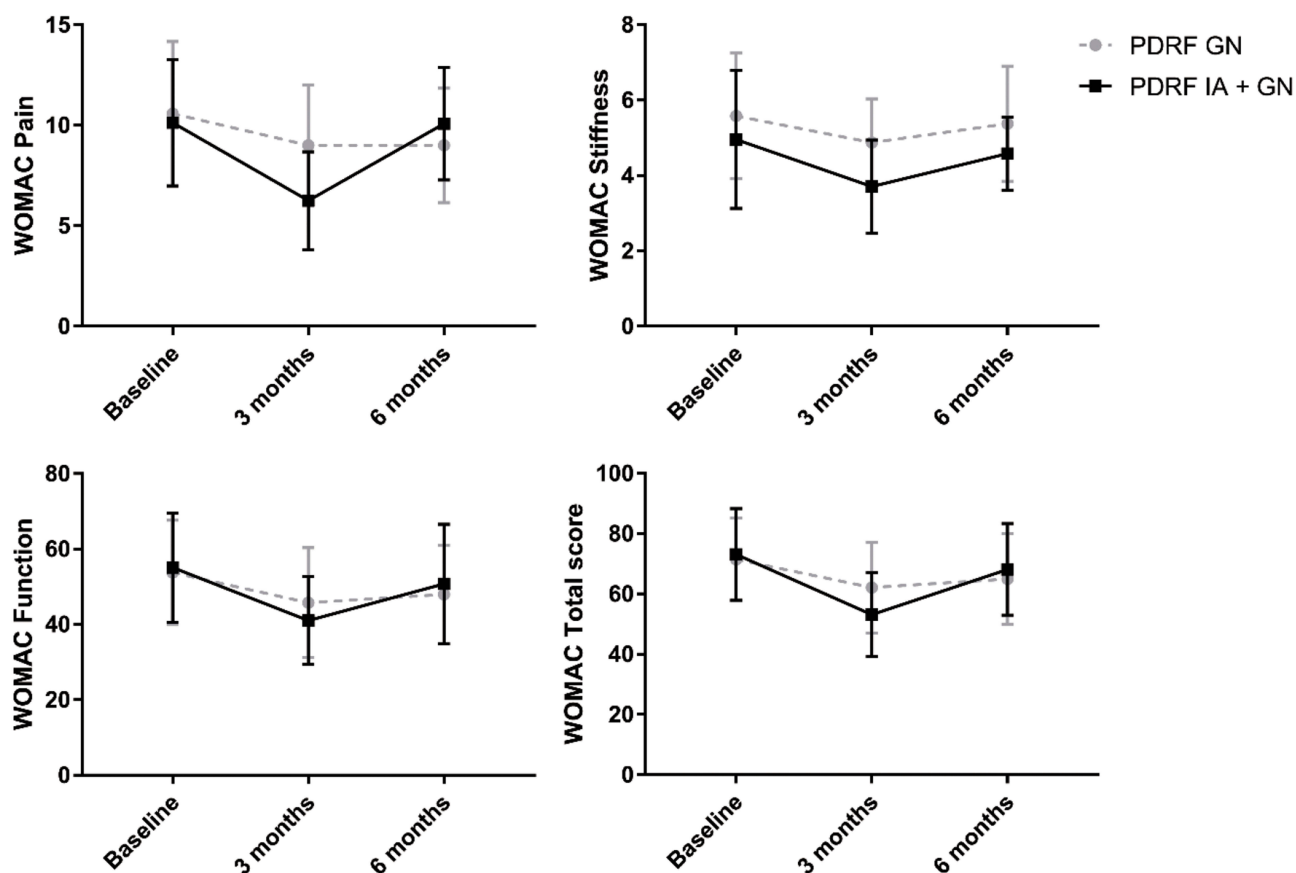 15
10
5
0
WOMAC Pain
Baseline
3 months
6 months
8
6
4
2
0
WOMAC Stiffness
Baseline
3 months
6 months
PDRF GN
PDRF IA + GN
80
60
40
20
0
WOMAC Function
Baseline
3 months
6 months
100
80
60
40
20
0
WOMAC Total score
Baseline
3 months
6 months